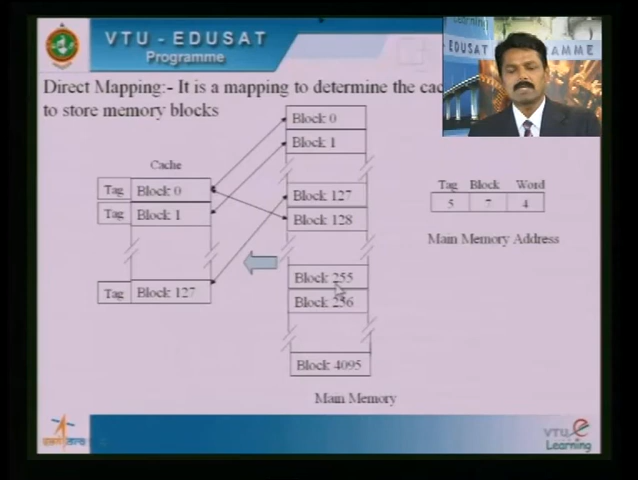 VTU - EDUSAT
Programme
Learning
- EDUSAT
MME
Direct Mapping:- It is a mapping to determine the cac
to store memory blocks
Cache
Tag Block 0
Tag Block 1
Tag Block 127
Block 0
Block 1
Block 127
Block 128
Block 255
Block 256
Block 4095
Main Memory
Tag Block Word
5 7 4
Main Memory Address
VTU e
Learning